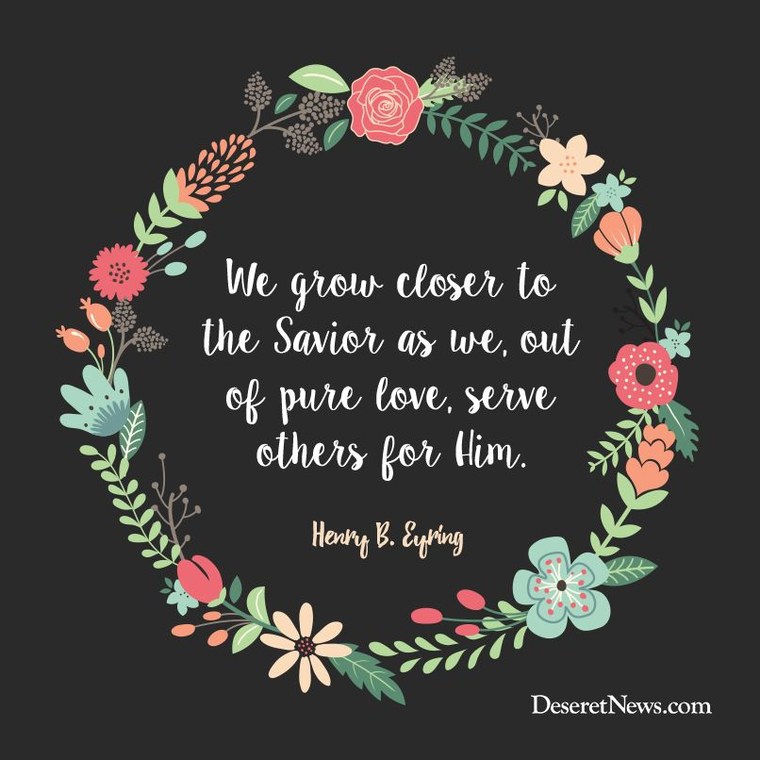 We grow closer to
the Savior as we, out
of pure love, serve
others for Him.
Henry B. Eyring
DeseretNews.com